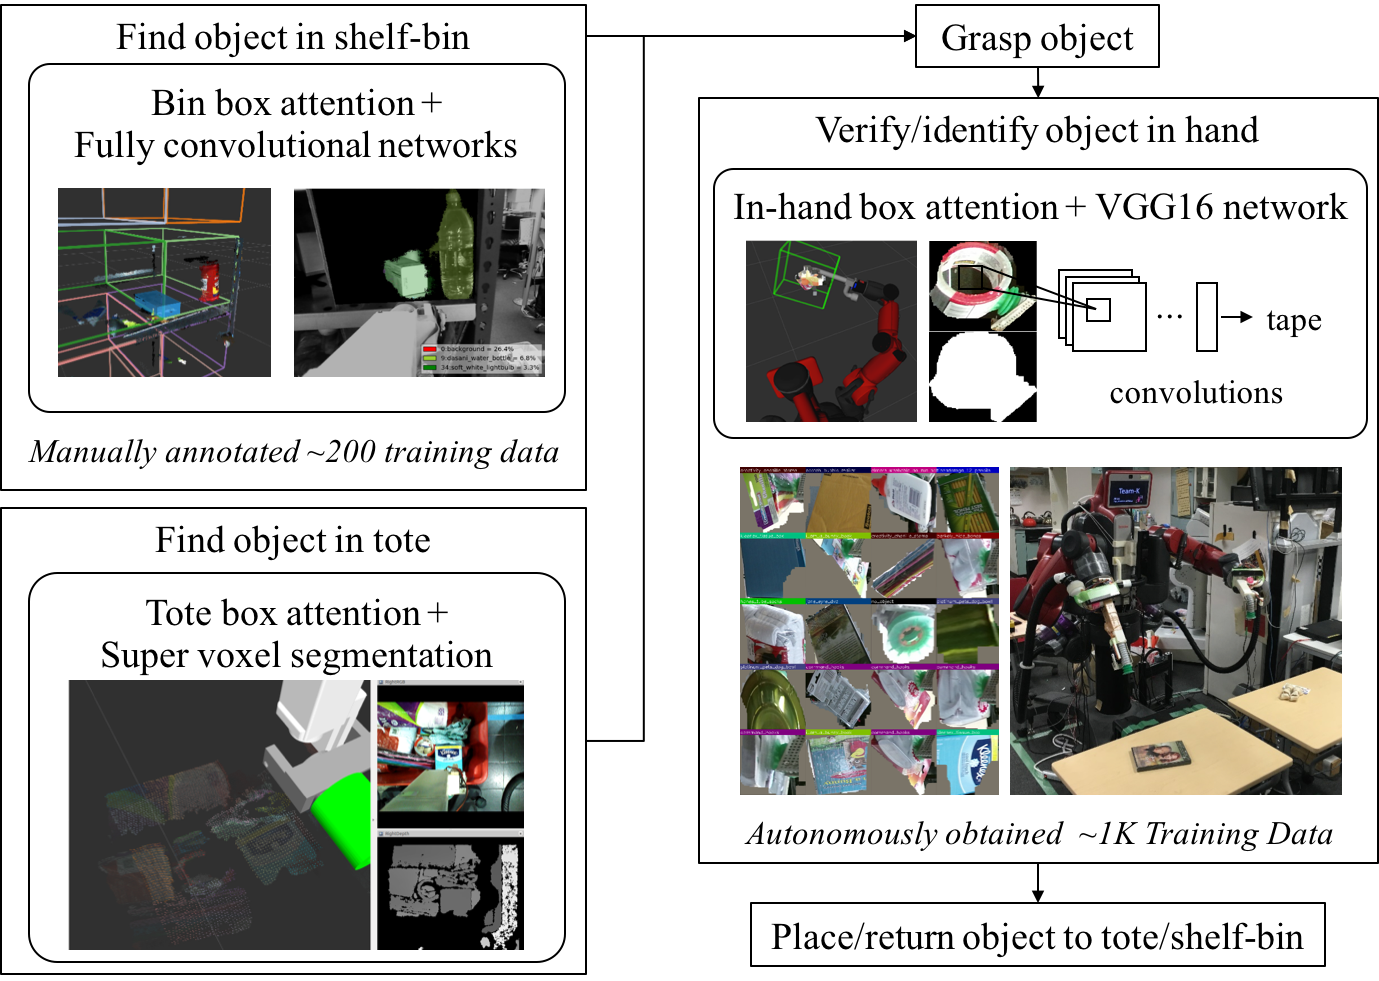 Find object in shelf-bin
Bin box attention +
Fully convolutional networks
0:background = 26.4%
9:dasani_water_bottle = 6.8%
34:soft_white_lightbulb = 3.3%
Manually annotated ~200 training data
Find object in tote
Tote box attention +
Super voxel segmentation
RightRGB
RightDepth
Grasp object
Verify/identify object in hand
In-hand box attention + VGG16 network
...
tape
convolutions
Team-K
Autonomously obtained ~1K Training Data
Place/return object to tote/shelf-bin